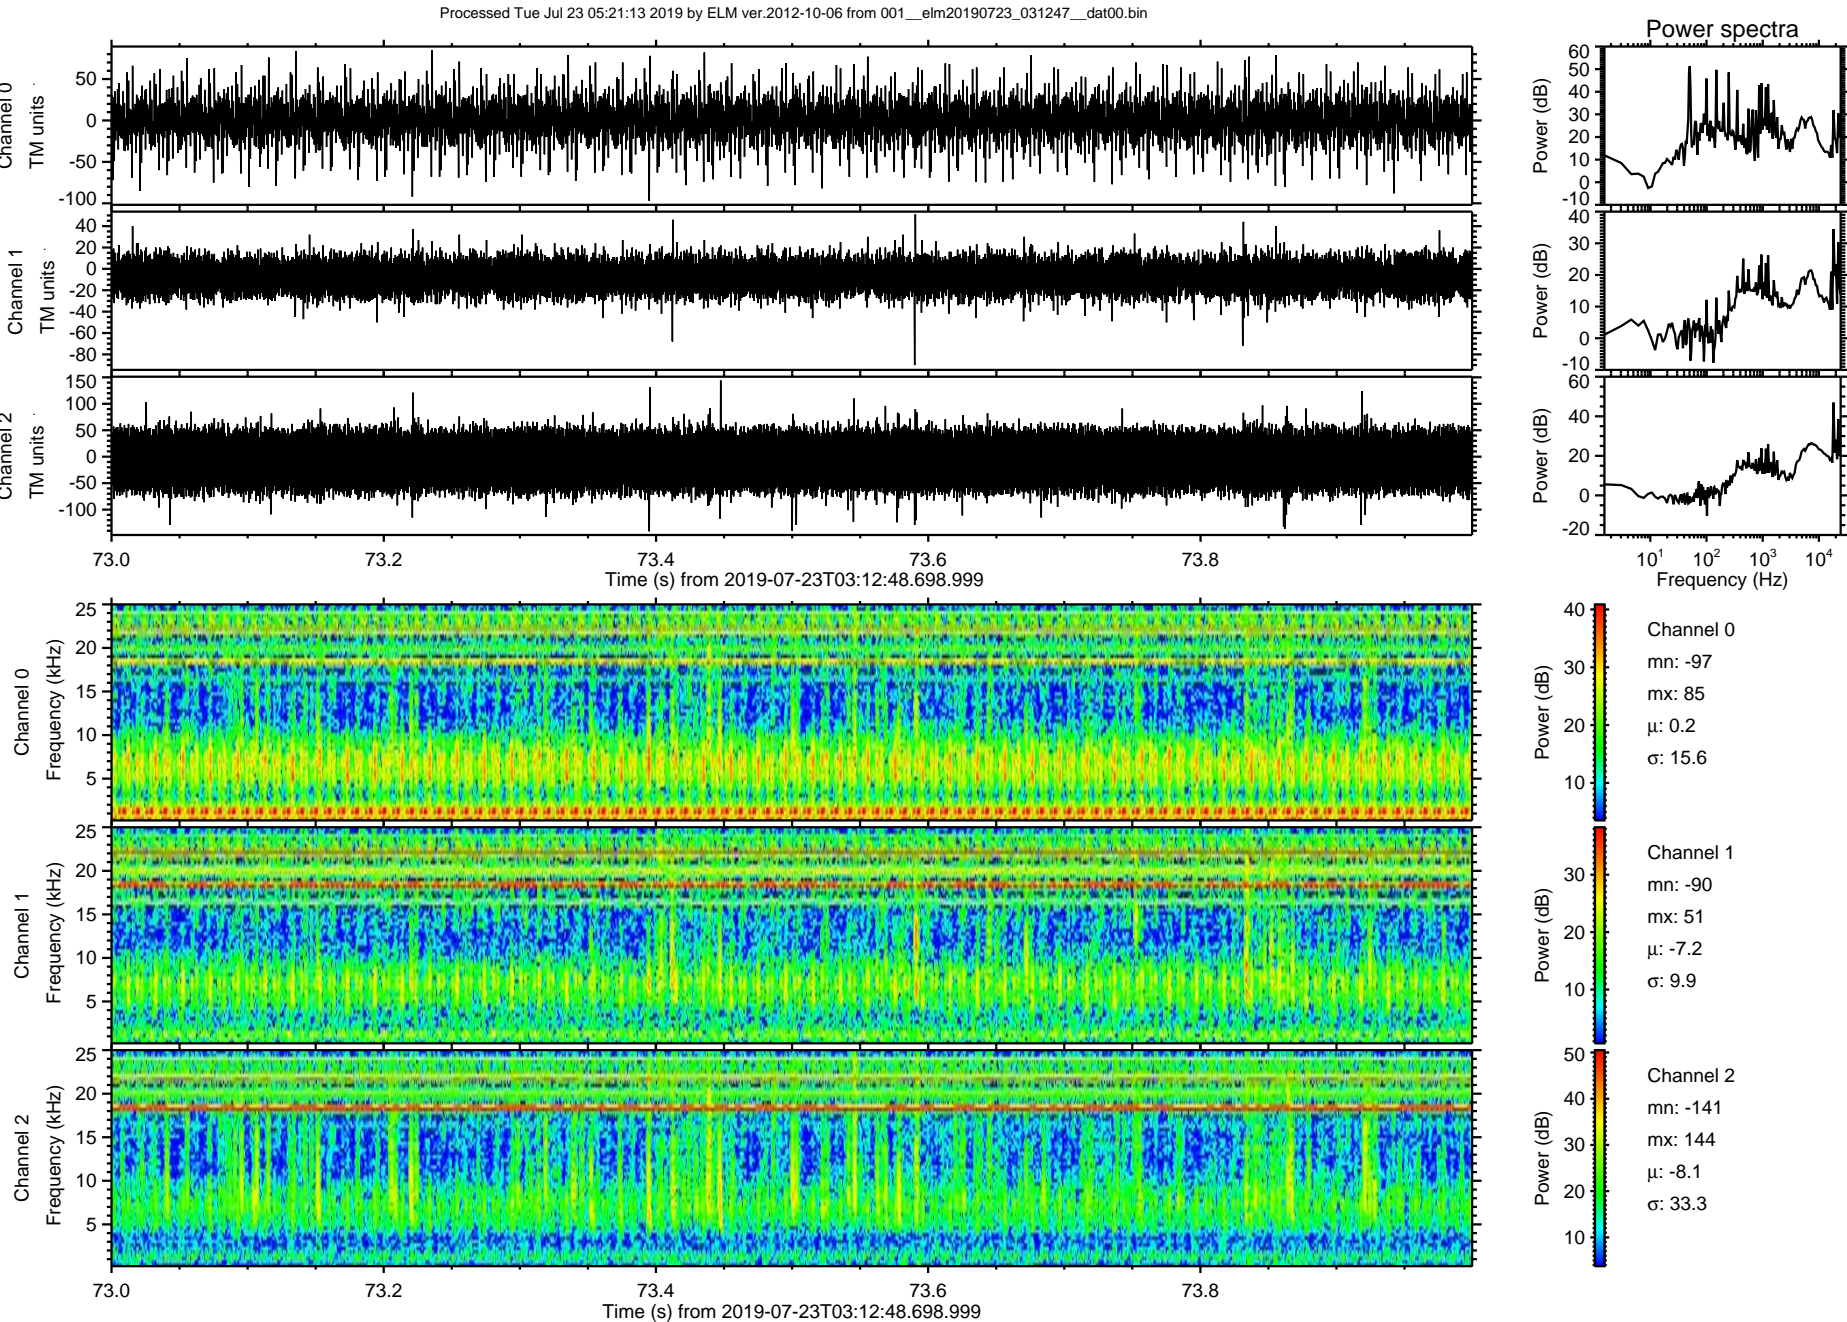 Processed Tue Jul 23 05:21:13 2019 by ELM ver.2012-10-06 from 001__elm20190723_031247__dat00.bin
Power spectra
Channel 0
TM units
50
0
-50
-100
Power (dB)
60
50
40
30
20
10
0
-10
Channel 1
TM units
40
20
0
-20
-40
-60
-80
Power (dB)
40
30
20
10
0
-10
Channel 2
TM units
150
100
50
0
-50
-100
Power (dB)
60
40
20
0
-20
73.0 73.2 73.4 73.6 73.8
Time (s) from 2019-07-23T03:12:48.698.999
10¹ 10² 10³ 10⁴
Frequency (Hz)
Channel 0
Frequency (kHz)
25
20
15
10
5
Power (dB)
40
30
20
10
Channel 0
mn: -97
mx: 85
μ: 0.2
σ: 15.6
Channel 1
Frequency (kHz)
25
20
15
10
5
Power (dB)
30
20
10
Channel 1
mn: -90
mx: 51
μ: -7.2
σ: 9.9
Channel 2
Frequency (kHz)
25
20
15
10
5
Power (dB)
50
40
30
20
10
Channel 2
mn: -141
mx: 144
μ: -8.1
σ: 33.3
73.0 73.2 73.4 73.6 73.8
Time (s) from 2019-07-23T03:12:48.698.999